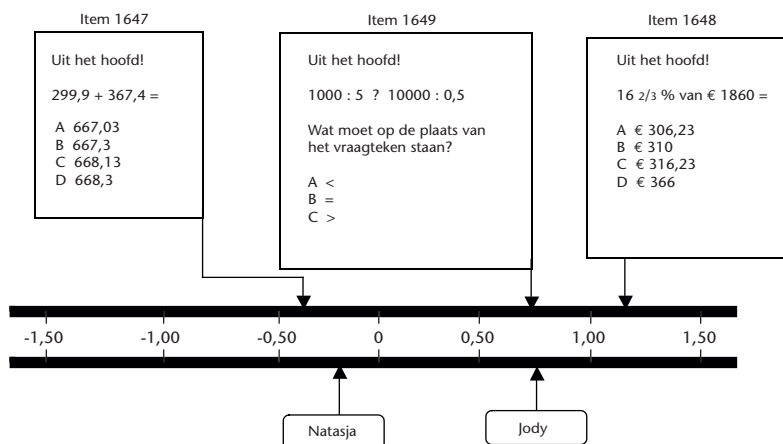 Item 1647
Uit het hoofd!
299,9 + 367,4 =
A 667,03
B 667,3
C 668,13
D 668,3
Item 1649
Uit het hoofd!
1000 : 5 ? 10000 : 0,5
Wat moet op de plaats van
het vraagteken staan?
A <
B =
C >
Item 1648
Uit het hoofd!
16 2/3 % van € 1860 =
A € 306,23
B € 310
C € 316,23
D € 366
-1,50 -1,00 -0,50 0 0,50 1,00 1,50
Natasja Jody